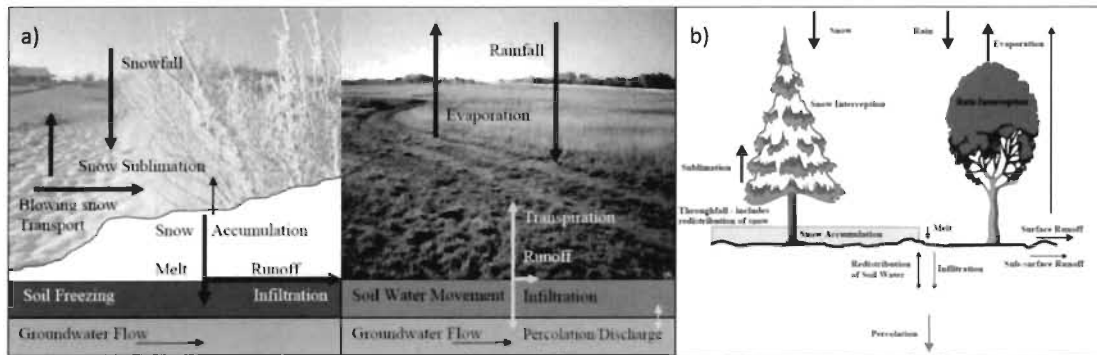 a)
Snowfall
Snow Sublimation
Blowing snow
Transport
Snow Accumulation
Melt Runoff
Soil Freezing Infiltration
Groundwater Flow
Rainfall
Evaporation
Transpiration
Runoff
Soil Water Movement Infiltration
Groundwater Flow Percolation/Discharge
b)
Snow
Rain
Evaporation
Snow Interception
Rain Interception
Sublimation
Throughfall - includes
redistribution of snow
Snow Accumulation
Melt
Surface Runoff
Redistribution
of Soil Water
Infiltration
Sub-surface Runoff
Percolation